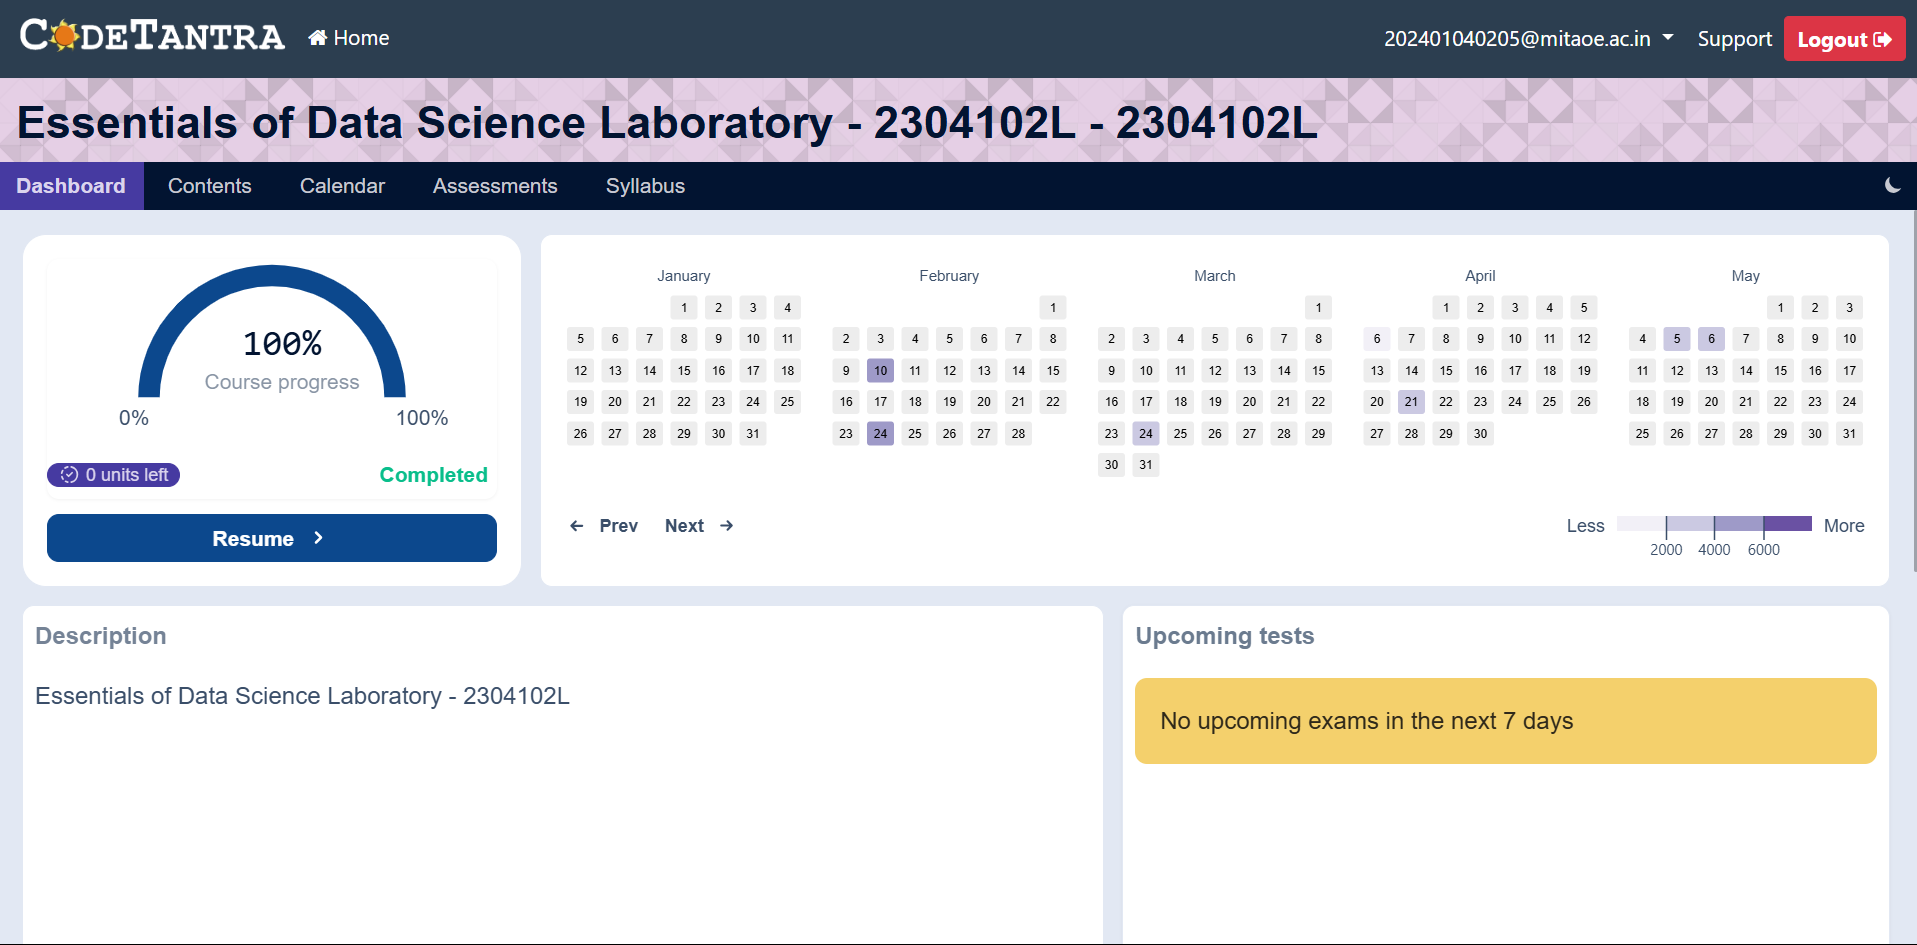 CODETANTRA Home 202401040205@mitaoe.ac.in Support Logout
Essentials of Data Science Laboratory - 2304102L - 2304102L
Dashboard Contents Calendar Assessments Syllabus
100%
Course progress
0% 100%
0 units left Completed
Resume
January
1 2 3 4
5 6 7 8 9 10 11
12 13 14 15 16 17 18
19 20 21 22 23 24 25
26 27 28 29 30 31
February
1
2 3 4 5 6 7 8
9 10 11 12 13 14 15
16 17 18 19 20 21 22
23 24 25 26 27 28
March
1
2 3 4 5 6 7 8
9 10 11 12 13 14 15
16 17 18 19 20 21 22
23 24 25 26 27 28 29
30 31
April
1 2 3 4 5
6 7 8 9 10 11 12
13 14 15 16 17 18 19
20 21 22 23 24 25 26
27 28 29 30
May
1 2 3
4 5 6 7 8 9 10
11 12 13 14 15 16 17
18 19 20 21 22 23 24
25 26 27 28 29 30 31
Prev Next
Less More
2000 4000 6000
Description
Essentials of Data Science Laboratory - 2304102L
Upcoming tests
No upcoming exams in the next 7 days